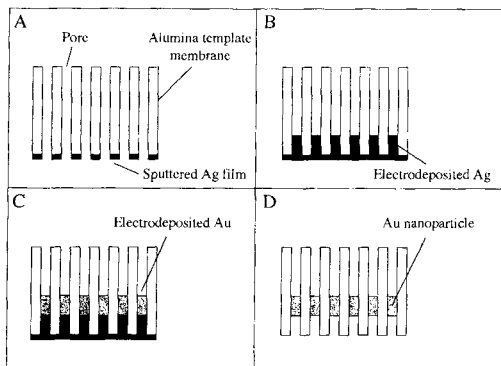 A
Pore
Alumina template
membrane
Sputtered Ag film
B
Electrodeposited Ag
C
Electrodeposited Au
D
Au nanoparticle